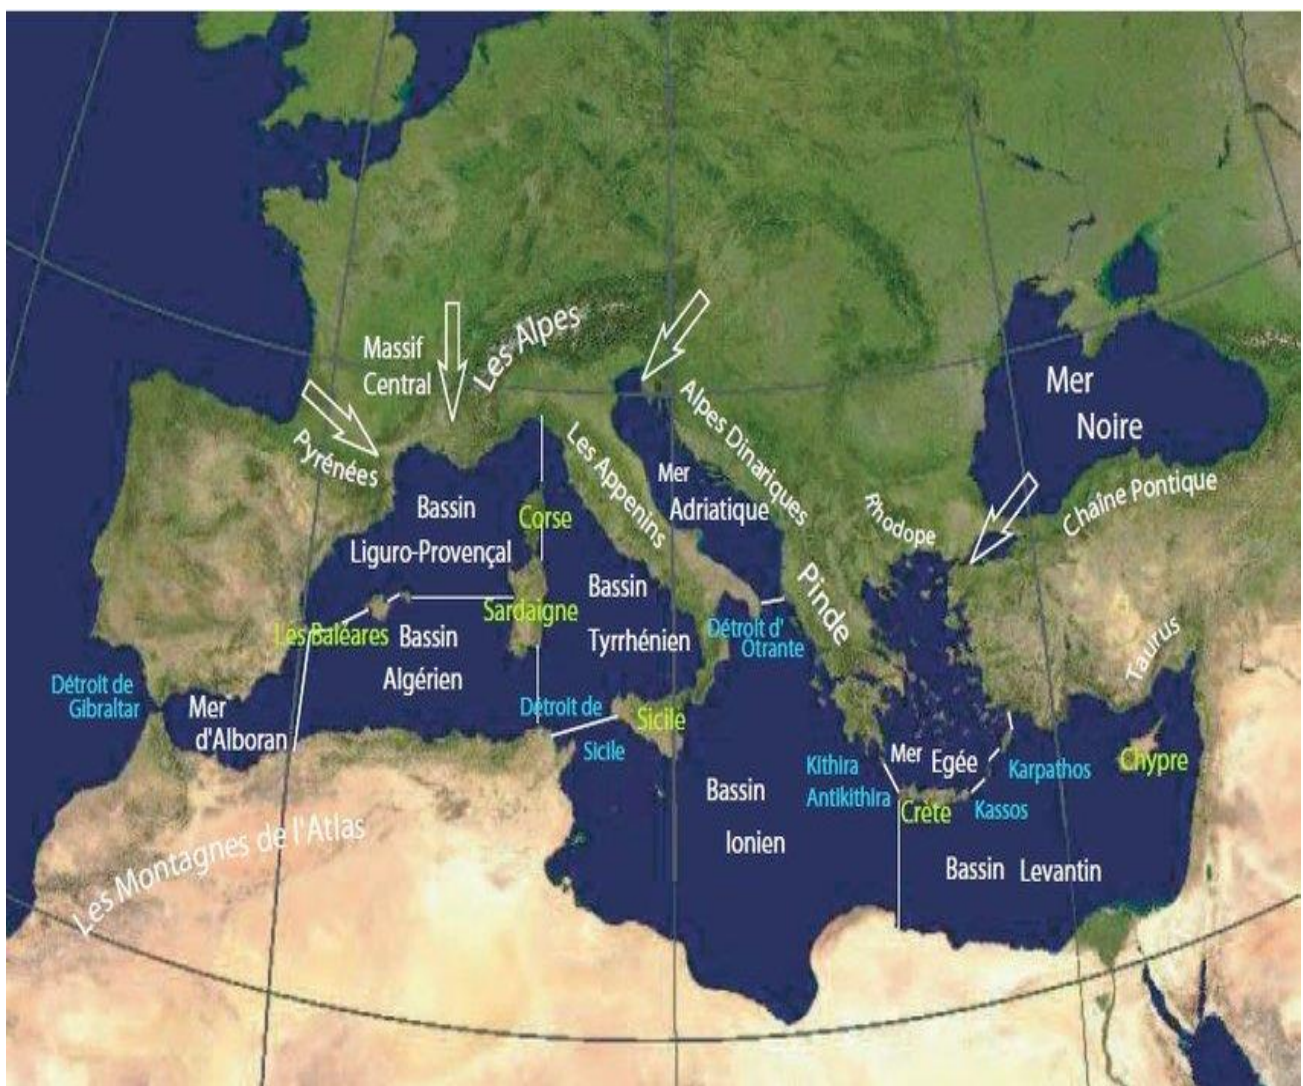 Massif
Central
Les Alpes
Pyrénées
Alpes Dinariques
Les Appenins
Mer
Adriatique
Mer
Noire
Chaîne Pontique
Rhodope
Pinde
Taurus
Bassin
Liguro-Provençal
Corse
Sardaigne
Bassin
Tyrrhénien
Les Baléares
Bassin
Algérien
Détroit d'
Otrante
Détroit de
Gibraltar
Mer
d'Alboran
Détroit de
Sicile
Sicile
Bassin
Ionien
Kithira
Antikithira
Mer Egée
Crète
Karpathos
Kassos
Chypre
Bassin Levantin
Les Montagnes de l'Atlas